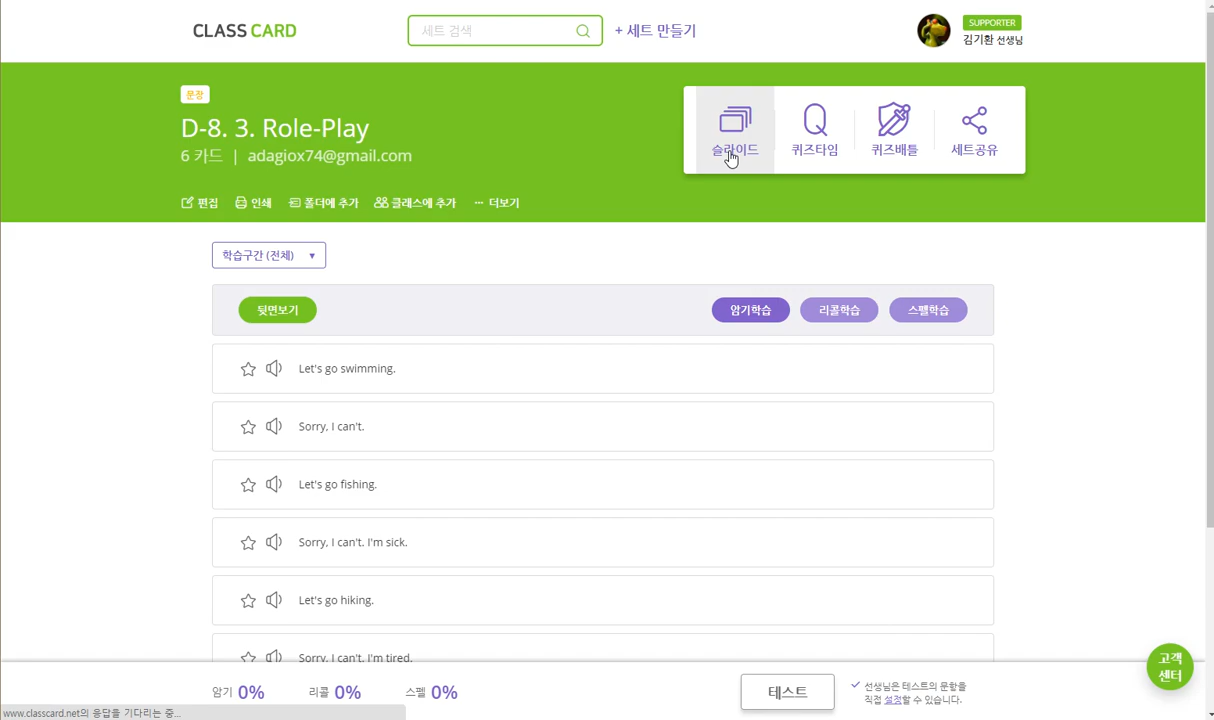 CLASS CARD
세트 검색
+ 세트 만들기
SUPPORTER
김기환 선생님
문장
D-8. 3. Role-Play
6 카드 | adagiox74@gmail.com
슬라이드
퀴즈타임
퀴즈배틀
세트공유
편집
인쇄
폴더에 추가
클래스에 추가
··· 더보기
학습구간 (전체) ▼
뒷면보기
암기학습
리콜학습
스펠학습
Let's go swimming.
Sorry, I can't.
Let's go fishing.
Sorry, I can't. I'm sick.
Let's go hiking.
Sorry, I can't. I'm tired.
암기 0%
리콜 0%
스펠 0%
테스트
선생님은 테스트의 문항을
직접 설정할 수 있습니다.
고객
센터
www.classcard.net의 응답을 기다리는 중...